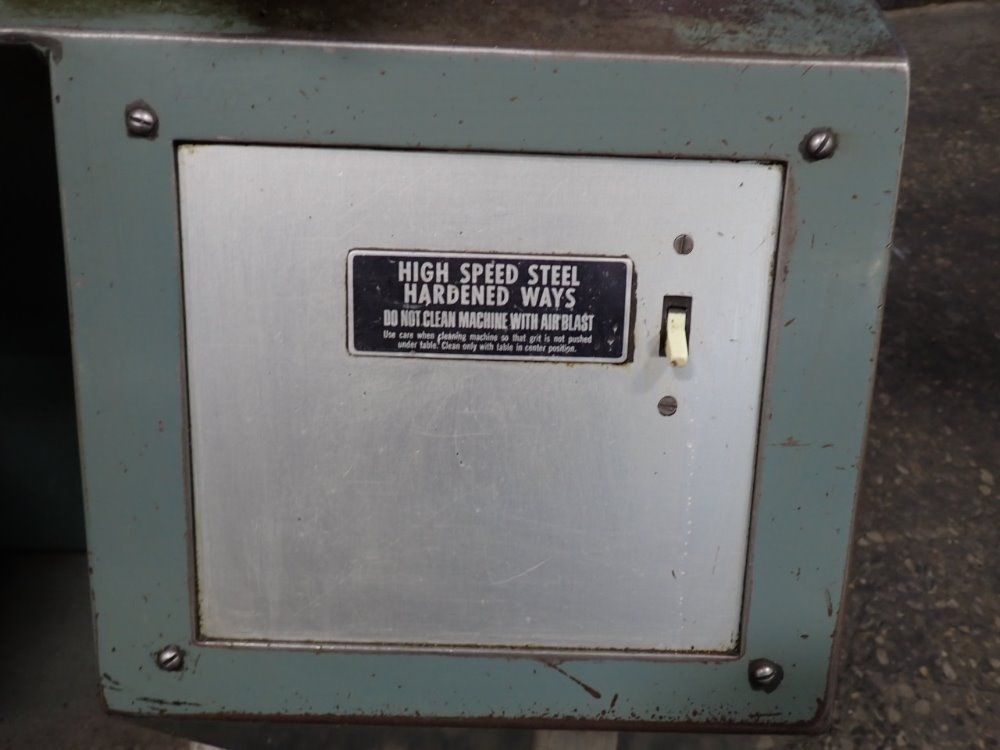 HIGH SPEED STEEL
HARDENED WAYS
DO NOT CLEAN MACHINE WITH AIR BLAST
Use care when cleaning machine so that grit is not pushed
under table. Clean only with table in center position.